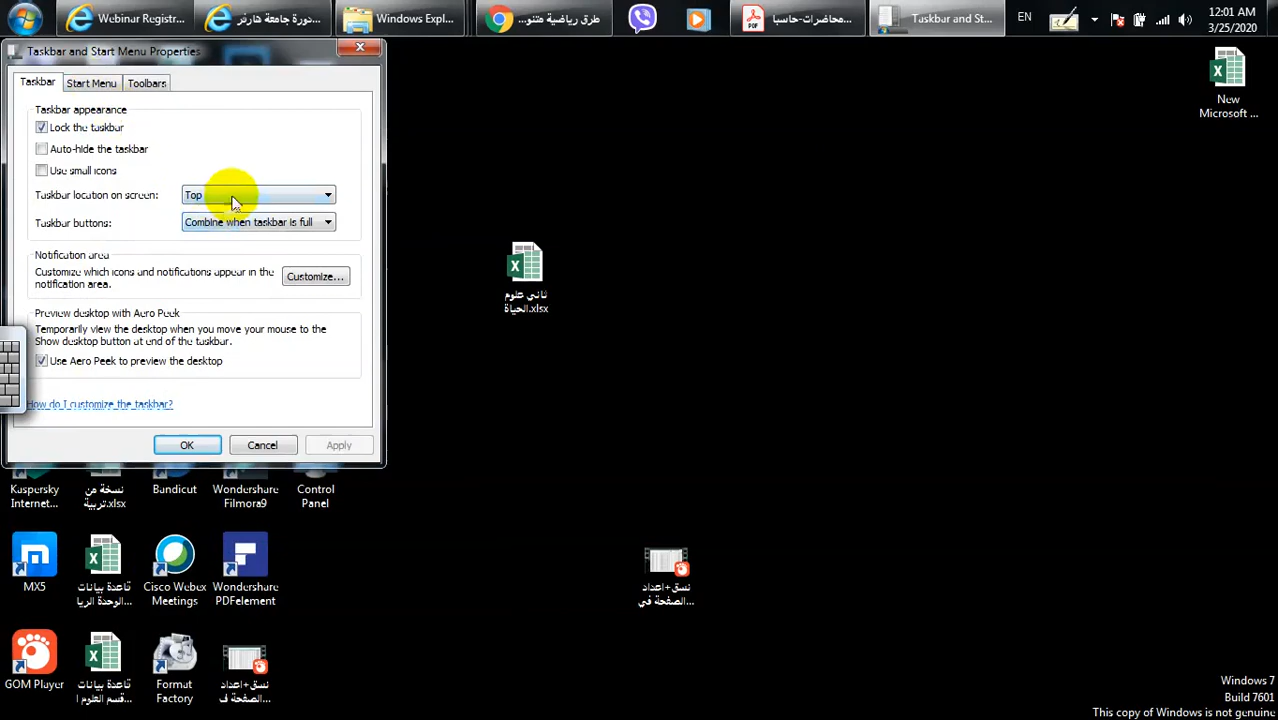 Webinar Registr...
دورة جامعة هارتر...
Windows Expl...
طرق رياضية متنو...
محاضرات-حاسبا...
Taskbar and St...
EN
12:01 AM
3/25/2020
Taskbar and Start Menu Properties
Taskbar
Start Menu
Toolbars
Taskbar appearance
Lock the taskbar
Auto-hide the taskbar
Use small icons
Taskbar location on screen:
Top
Taskbar buttons:
Combine when taskbar is full
Notification area
Customize which icons and notifications appear in the
notification area.
Customize...
Preview desktop with Aero Peek
Temporarily view the desktop when you move your mouse to the
Show desktop button at end of the taskbar.
Use Aero Peek to preview the desktop
How do I customize the taskbar?
OK
Cancel
Apply
New
Microsoft ...
ثانى علوم
الحياة.xlsx
Kaspersky
Internet...
نسخة من
تربية.xlsx
Bandicut
Wondershare
Filmora9
Control
Panel
MX5
قاعدة بيانات
الوحدة الريا...
Cisco Webex
Meetings
Wondershare
PDFelement
نسق+اعداد
الصفحة في...
GOM Player
قاعدة بيانات
قسم العلوم ا...
Format
Factory
نسق+اعداد
الصفحة ف...
Windows 7
Build 7601
This copy of Windows is not genuine